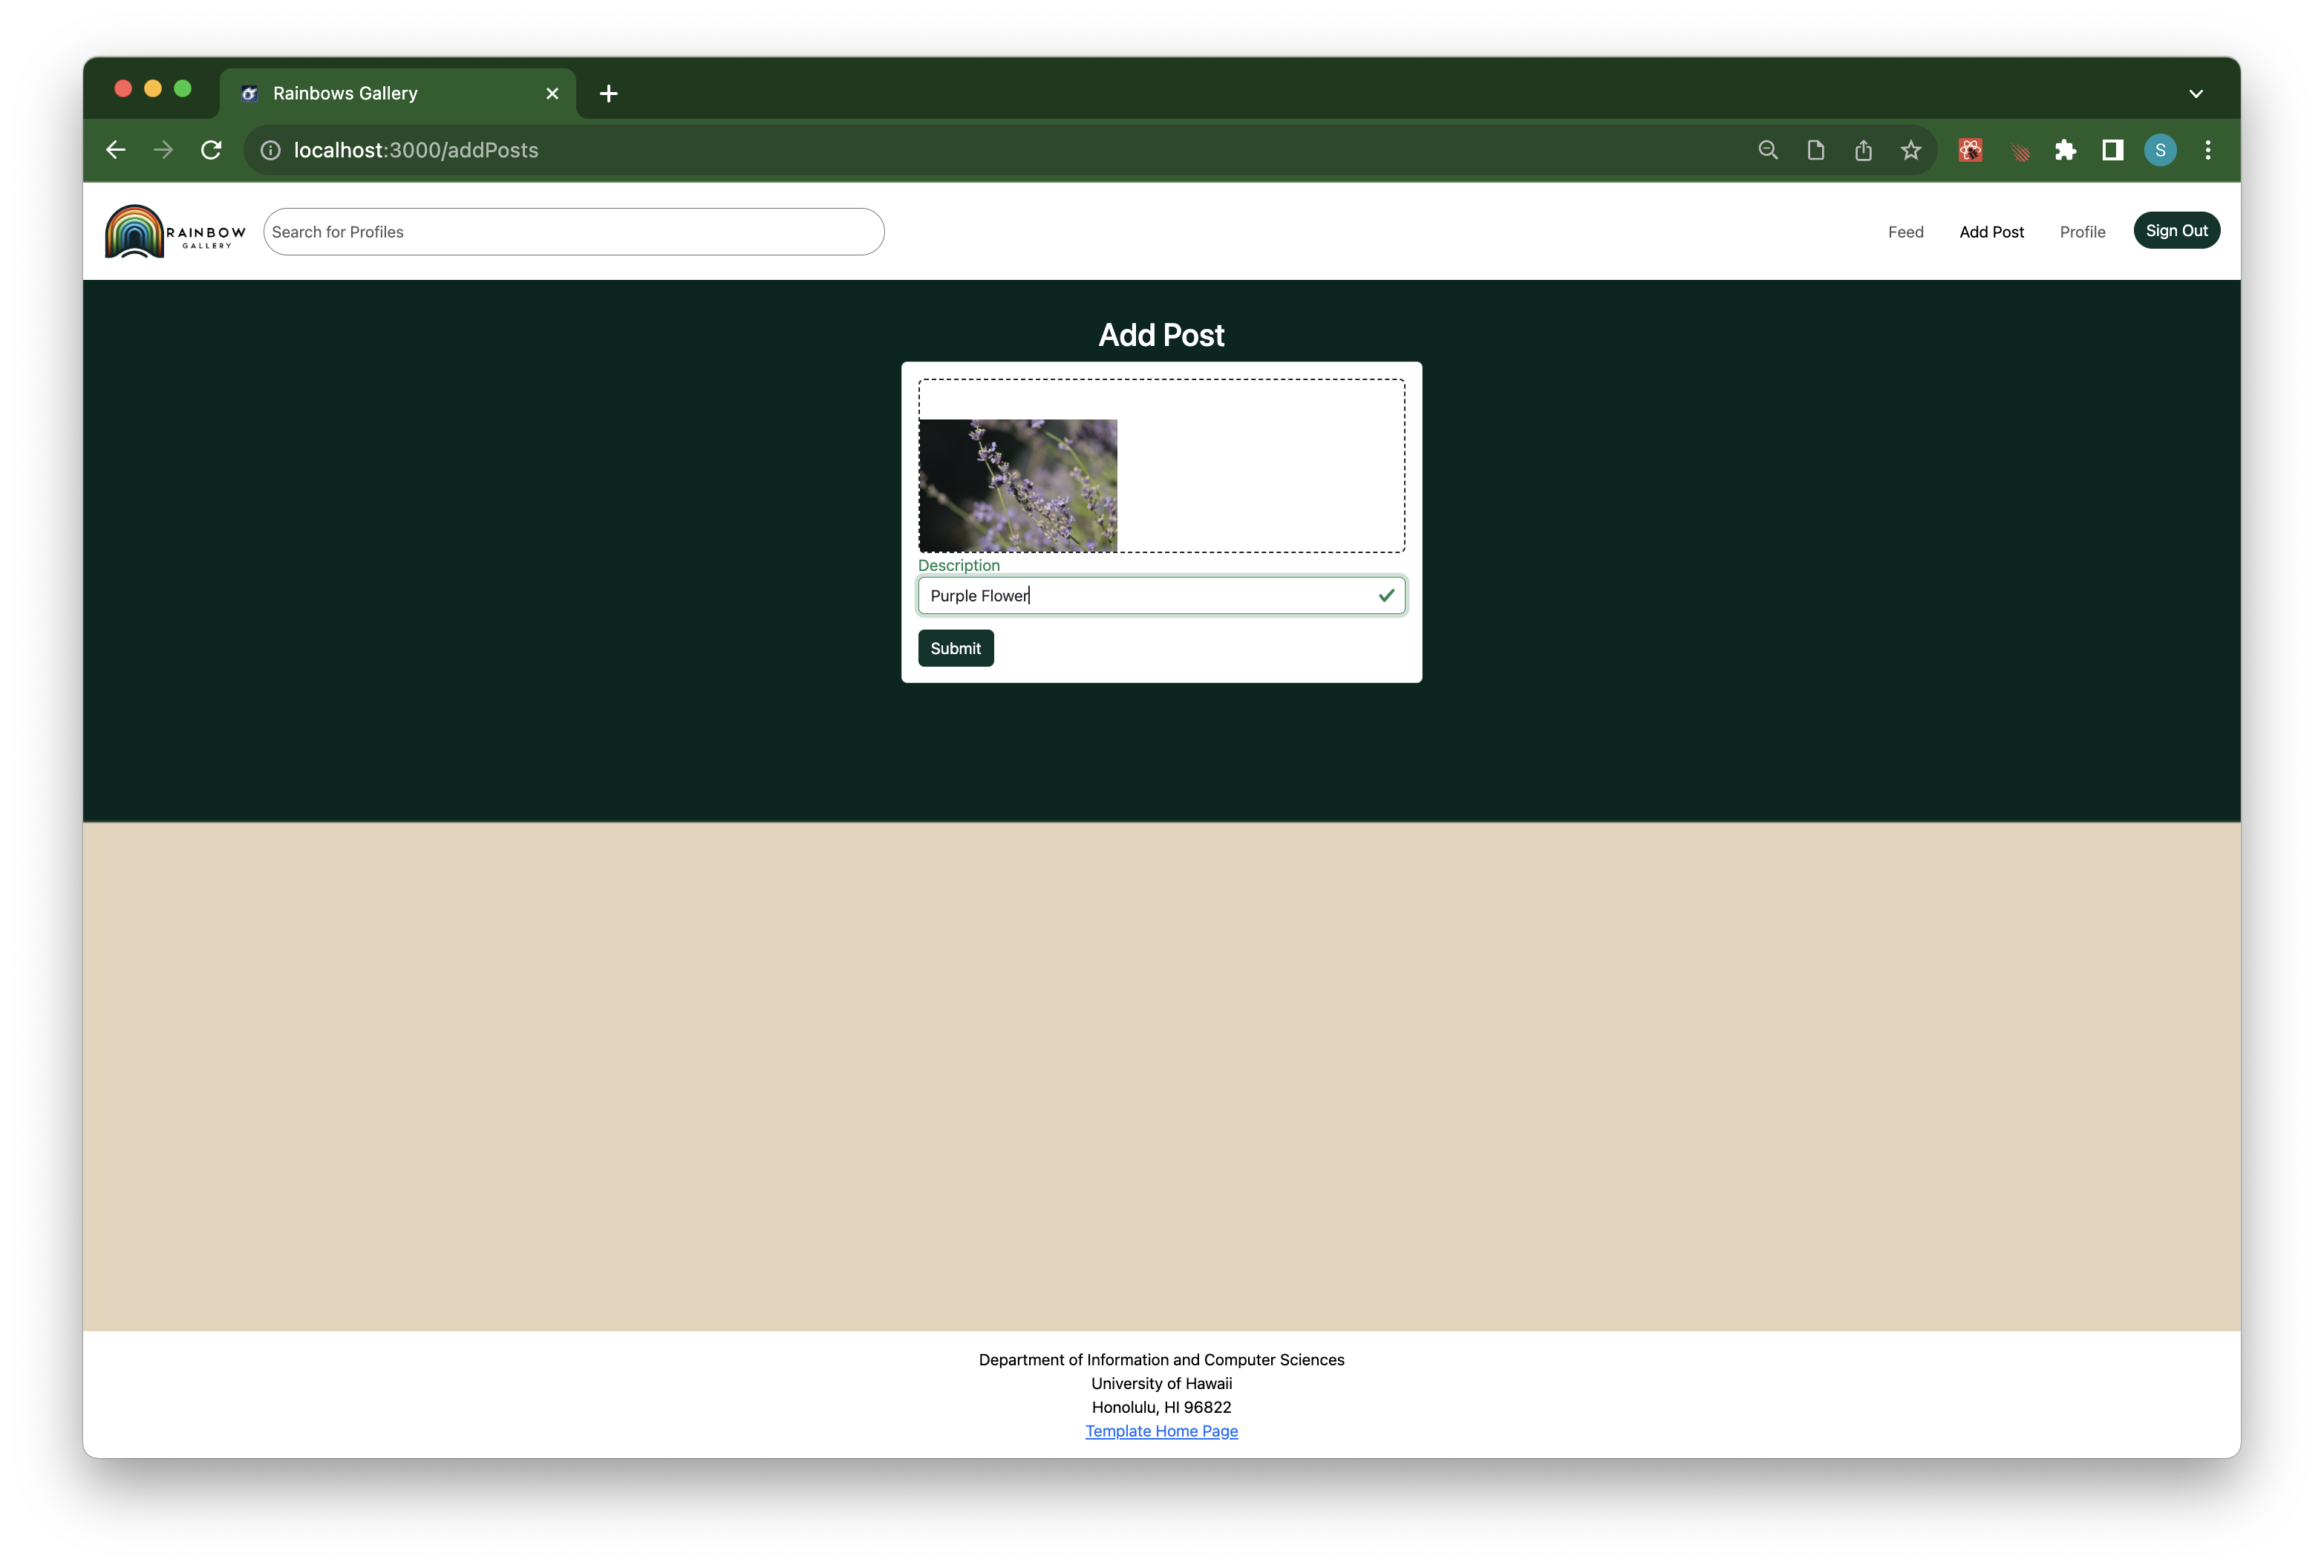 Rainbows Gallery
localhost:3000/addPosts
S
RAINBOW
GALLERY
Search for Profiles
Feed
Add Post
Profile
Sign Out
Add Post
Description
Purple Flower
Submit
Department of Information and Computer Sciences
University of Hawaii
Honolulu, HI 96822
Template Home Page